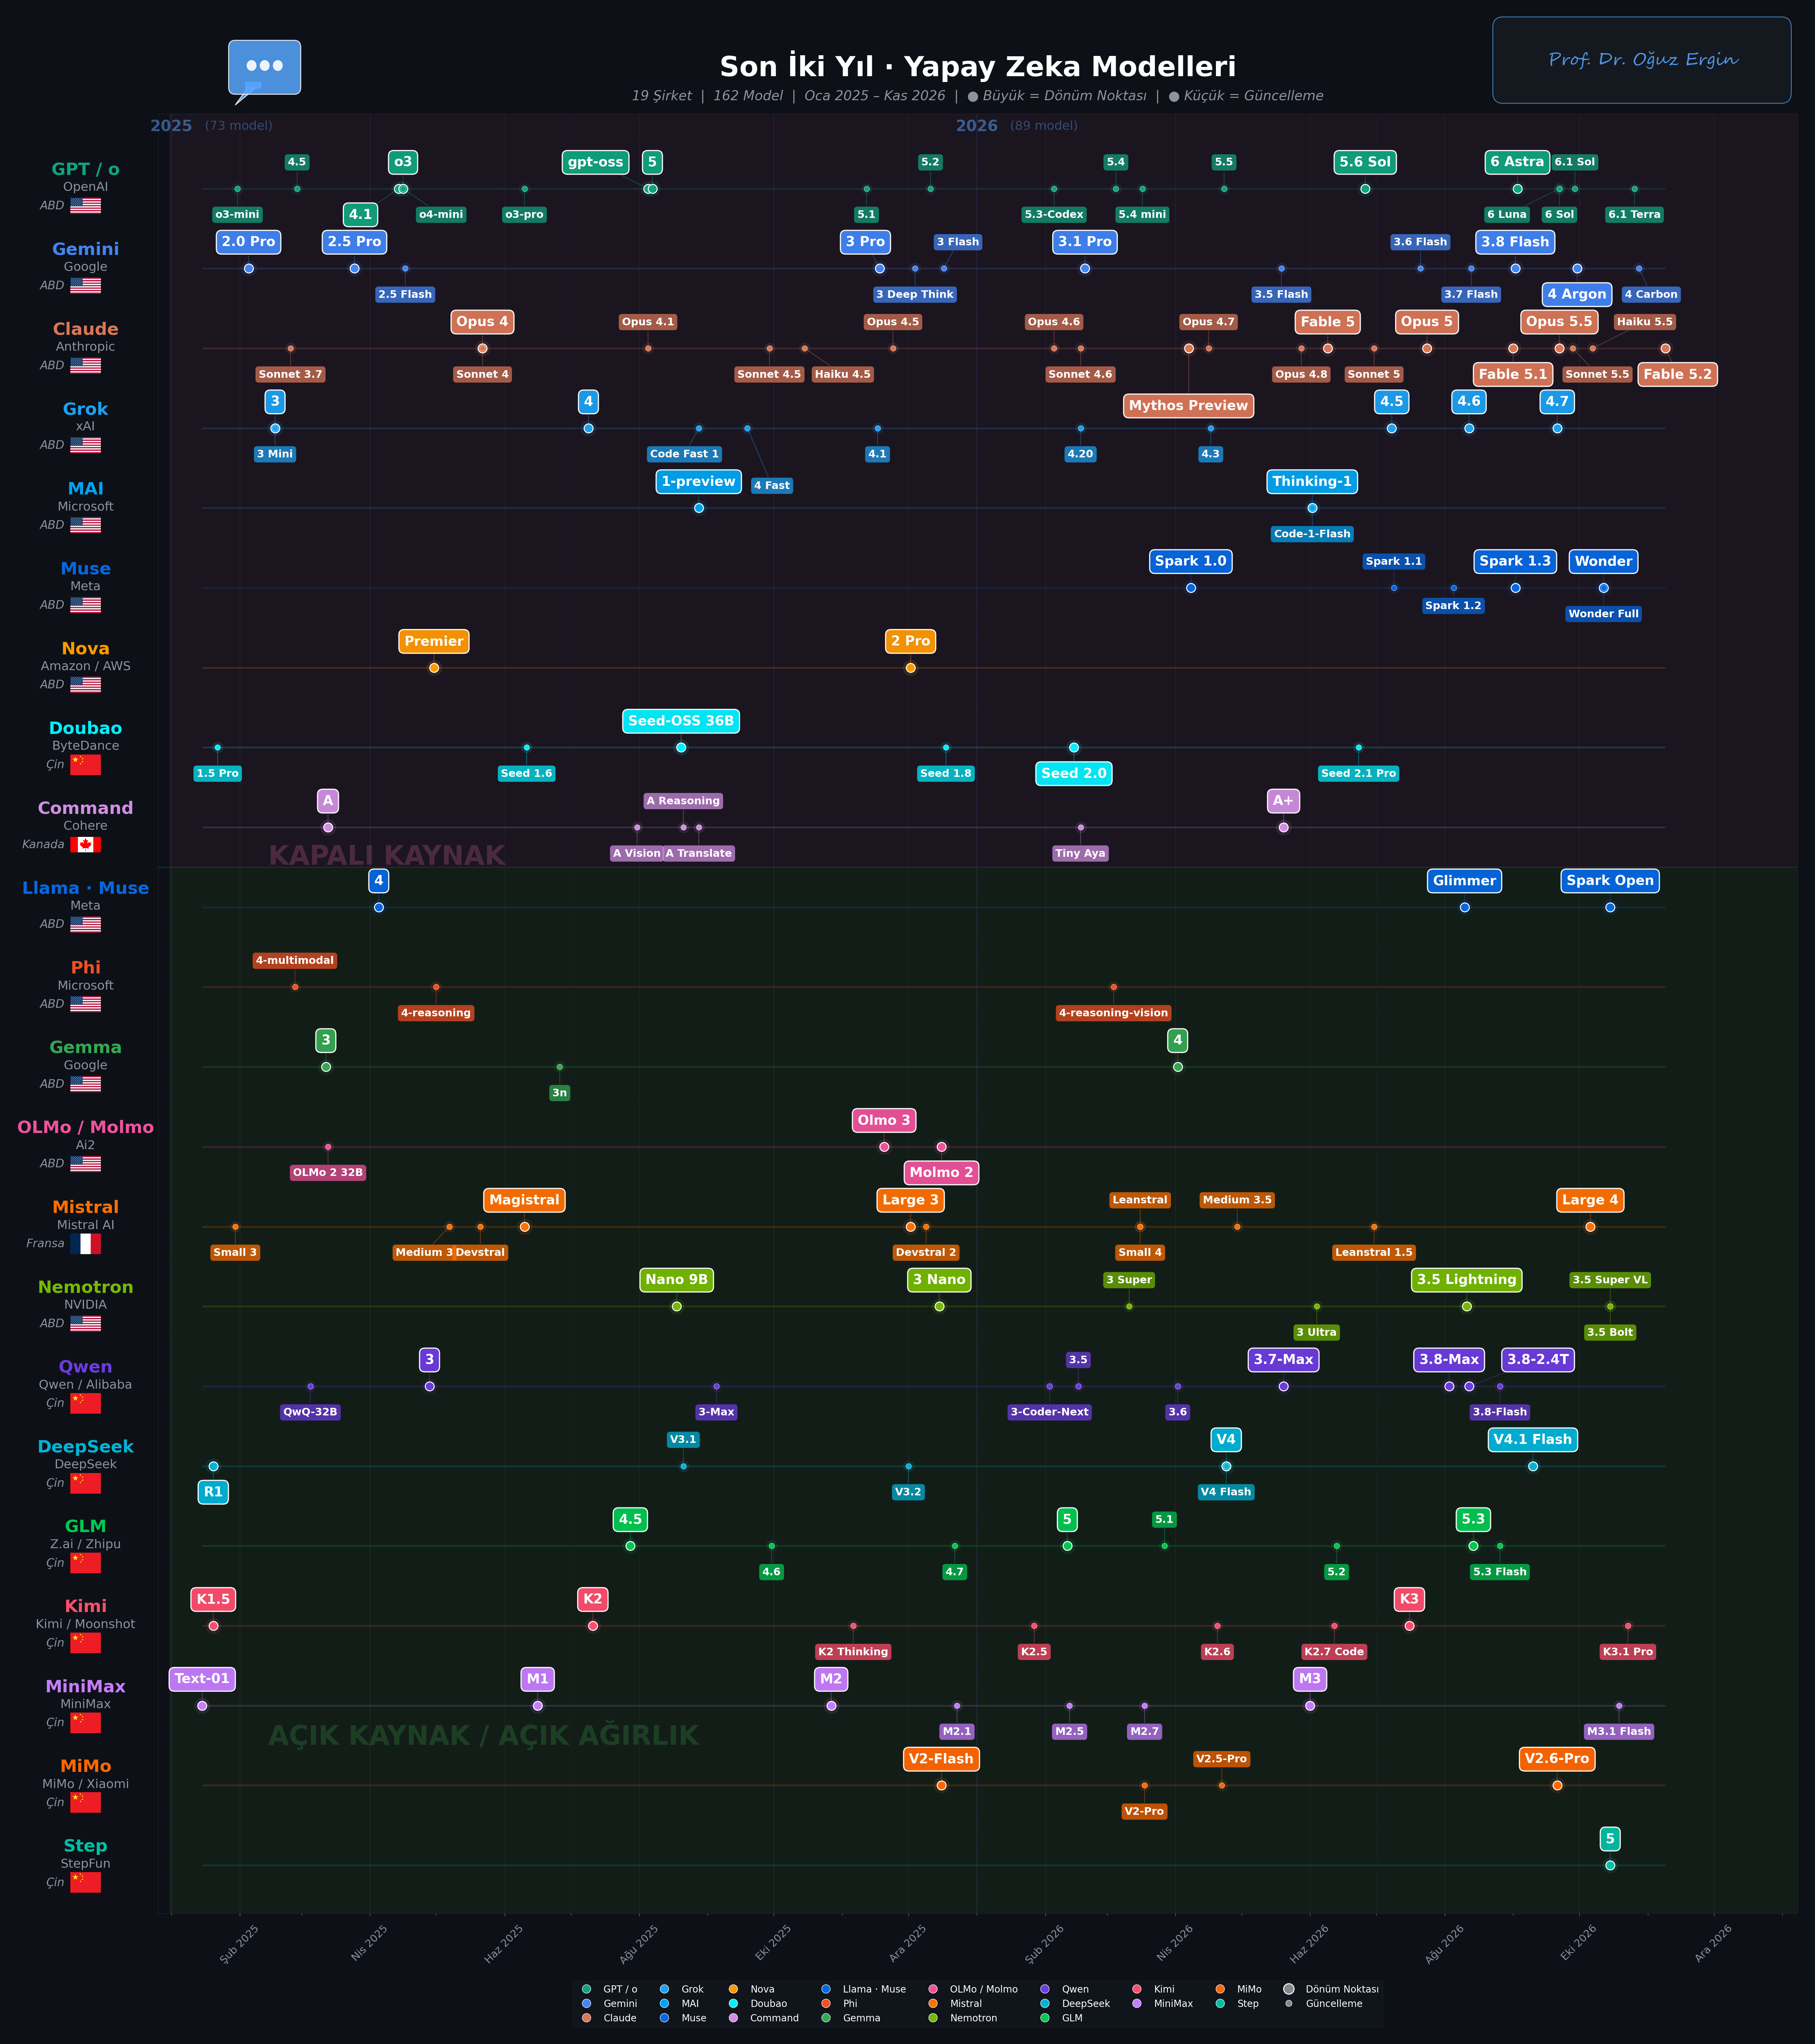 Son İki Yıl · Yapay Zeka Modelleri
Prof. Dr. Oğuz Ergin
19 Şirket | 162 Model | Oca 2025 – Kas 2026 | ● Büyük = Dönüm Noktası | ● Küçük = Güncelleme
2025 (73 model) 2026 (89 model)
GPT / o
OpenAI
ABD
4.5 o3 gpt-oss 5 5.2 5.4 5.5 5.6 Sol 6 Astra 6.1 Sol
o3-mini 4.1 o4-mini o3-pro 5.1 5.3-Codex 5.4 mini 6 Luna 6 Sol 6.1 Terra
Gemini
Google
ABD
2.0 Pro 2.5 Pro 3 Pro 3 Flash 3.1 Pro 3.6 Flash 3.8 Flash
2.5 Flash 3 Deep Think 3.5 Flash 3.7 Flash 4 Argon 4 Carbon
Claude
Anthropic
ABD
Opus 4 Opus 4.1 Opus 4.5 Opus 4.6 Opus 4.7 Fable 5 Opus 5 Opus 5.5 Haiku 5.5
Sonnet 3.7 Sonnet 4 Sonnet 4.5 Haiku 4.5 Sonnet 4.6 Opus 4.8 Sonnet 5 Fable 5.1 Sonnet 5.5 Fable 5.2
Mythos Preview
Grok
xAI
ABD
3 4 4.5 4.6 4.7
3 Mini Code Fast 1 4.1 4.20 4.3
4 Fast
MAI
Microsoft
ABD
1-preview Thinking-1
Code-1-Flash
Muse
Meta
ABD
Spark 1.0 Spark 1.1 Spark 1.3 Wonder
Spark 1.2 Wonder Full
Nova
Amazon / AWS
ABD
Premier 2 Pro
Doubao
ByteDance
Çin
Seed-OSS 36B
1.5 Pro Seed 1.6 Seed 1.8 Seed 2.0 Seed 2.1 Pro
Command
Cohere
Kanada
A A Reasoning A+
A Vision A Translate Tiny Aya
KAPALI KAYNAK
Llama · Muse
Meta
ABD
4 Glimmer Spark Open
Phi
Microsoft
ABD
4-multimodal
4-reasoning 4-reasoning-vision
Gemma
Google
ABD
3 4
3n
OLMo / Molmo
Ai2
ABD
Olmo 3
OLMo 2 32B Molmo 2
Mistral
Mistral AI
Fransa
Magistral Large 3 Leanstral Medium 3.5 Large 4
Small 3 Medium 3 Devstral Devstral 2 Small 4 Leanstral 1.5
Nemotron
NVIDIA
ABD
Nano 9B 3 Nano 3 Super 3.5 Lightning 3.5 Super VL
3 Ultra 3.5 Bolt
Qwen
Qwen / Alibaba
Çin
3 3.5 3.7-Max 3.8-Max 3.8-2.4T
QwQ-32B 3-Max 3-Coder-Next 3.6 3.8-Flash
DeepSeek
DeepSeek
Çin
V3.1 V4 V4.1 Flash
R1 V3.2 V4 Flash
GLM
Z.ai / Zhipu
Çin
4.5 5 5.1 5.3
4.6 4.7 5.2 5.3 Flash
Kimi
Kimi / Moonshot
Çin
K1.5 K2 K3
K2 Thinking K2.5 K2.6 K2.7 Code K3.1 Pro
MiniMax
MiniMax
Çin
Text-01 M1 M2 M3
M2.1 M2.5 M2.7 M3.1 Flash
AÇIK KAYNAK / AÇIK AĞIRLIK
MiMo
MiMo / Xiaomi
Çin
V2-Flash V2.5-Pro V2.6-Pro
V2-Pro
Step
StepFun
Çin
5
Şub 2025 Nis 2025 Haz 2025 Ağu 2025 Eki 2025 Ara 2025 Şub 2026 Nis 2026 Haz 2026 Ağu 2026 Eki 2026 Ara 2026
GPT / o Grok Nova Llama · Muse OLMo / Molmo Qwen Kimi MiMo Dönüm Noktası
Gemini MAI Doubao Phi Mistral DeepSeek MiniMax Step Güncelleme
Claude Muse Command Gemma Nemotron GLM